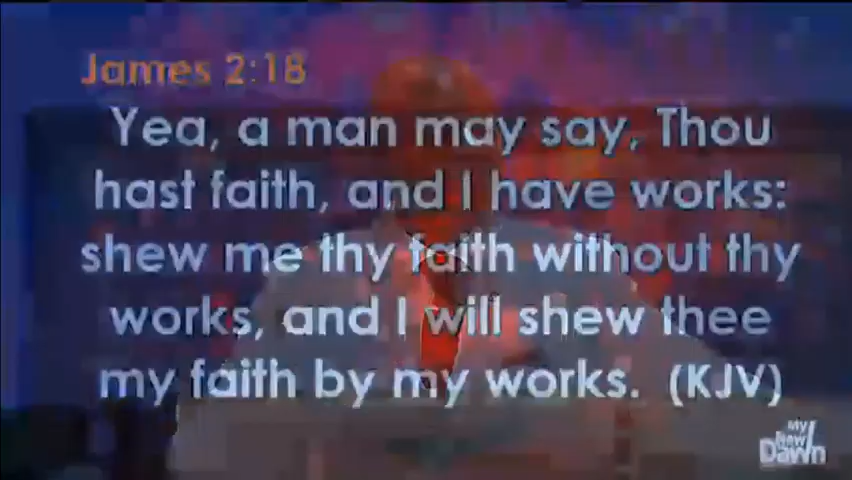 James 2:18
Yea, a man may say, Thou
hast faith, and I have works:
shew me thy faith without thy
works, and I will shew thee
my faith by my works. (KJV)
My
New
Dawn